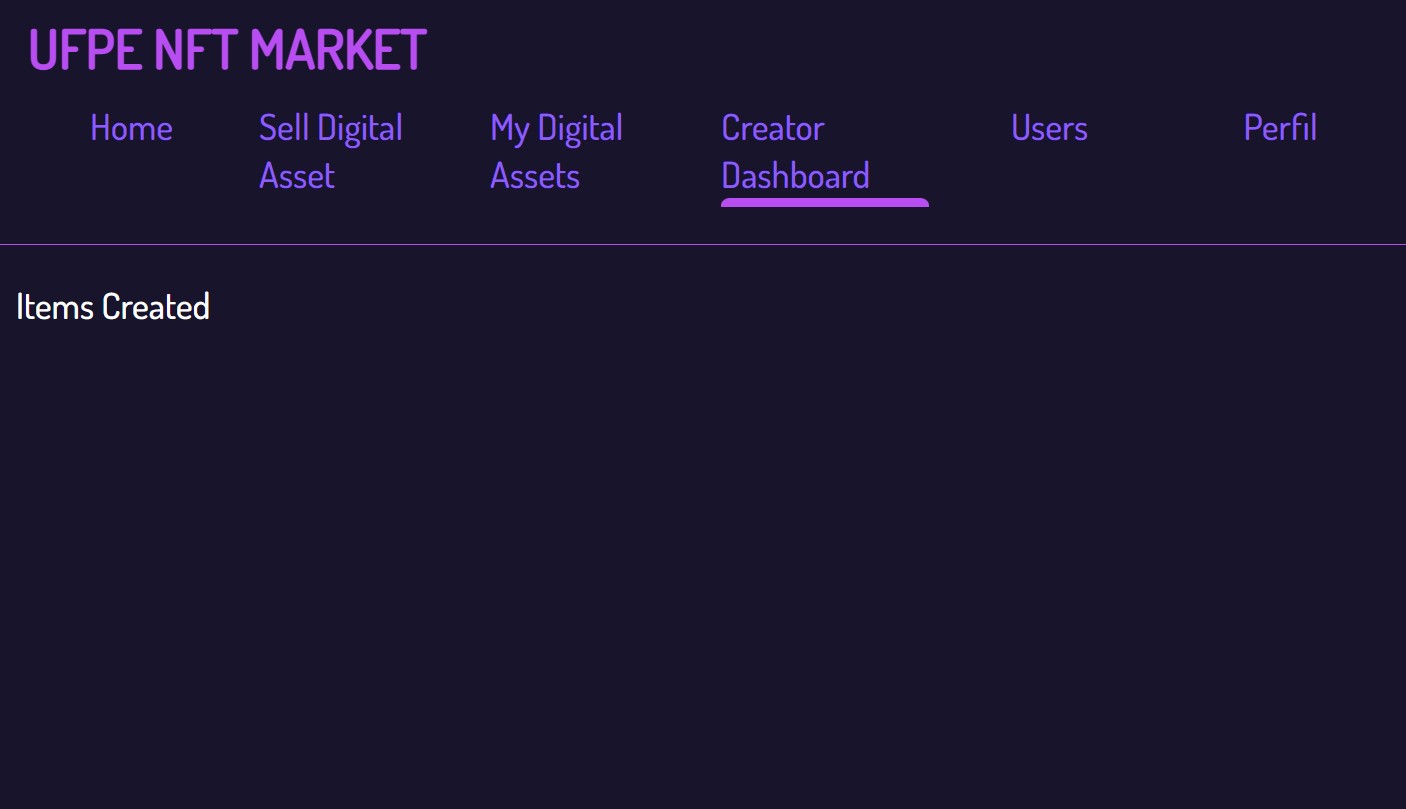 UFPE NFT MARKET
Home
Sell Digital
Asset
My Digital
Assets
Creator
Dashboard
Users
Perfil
Items Created